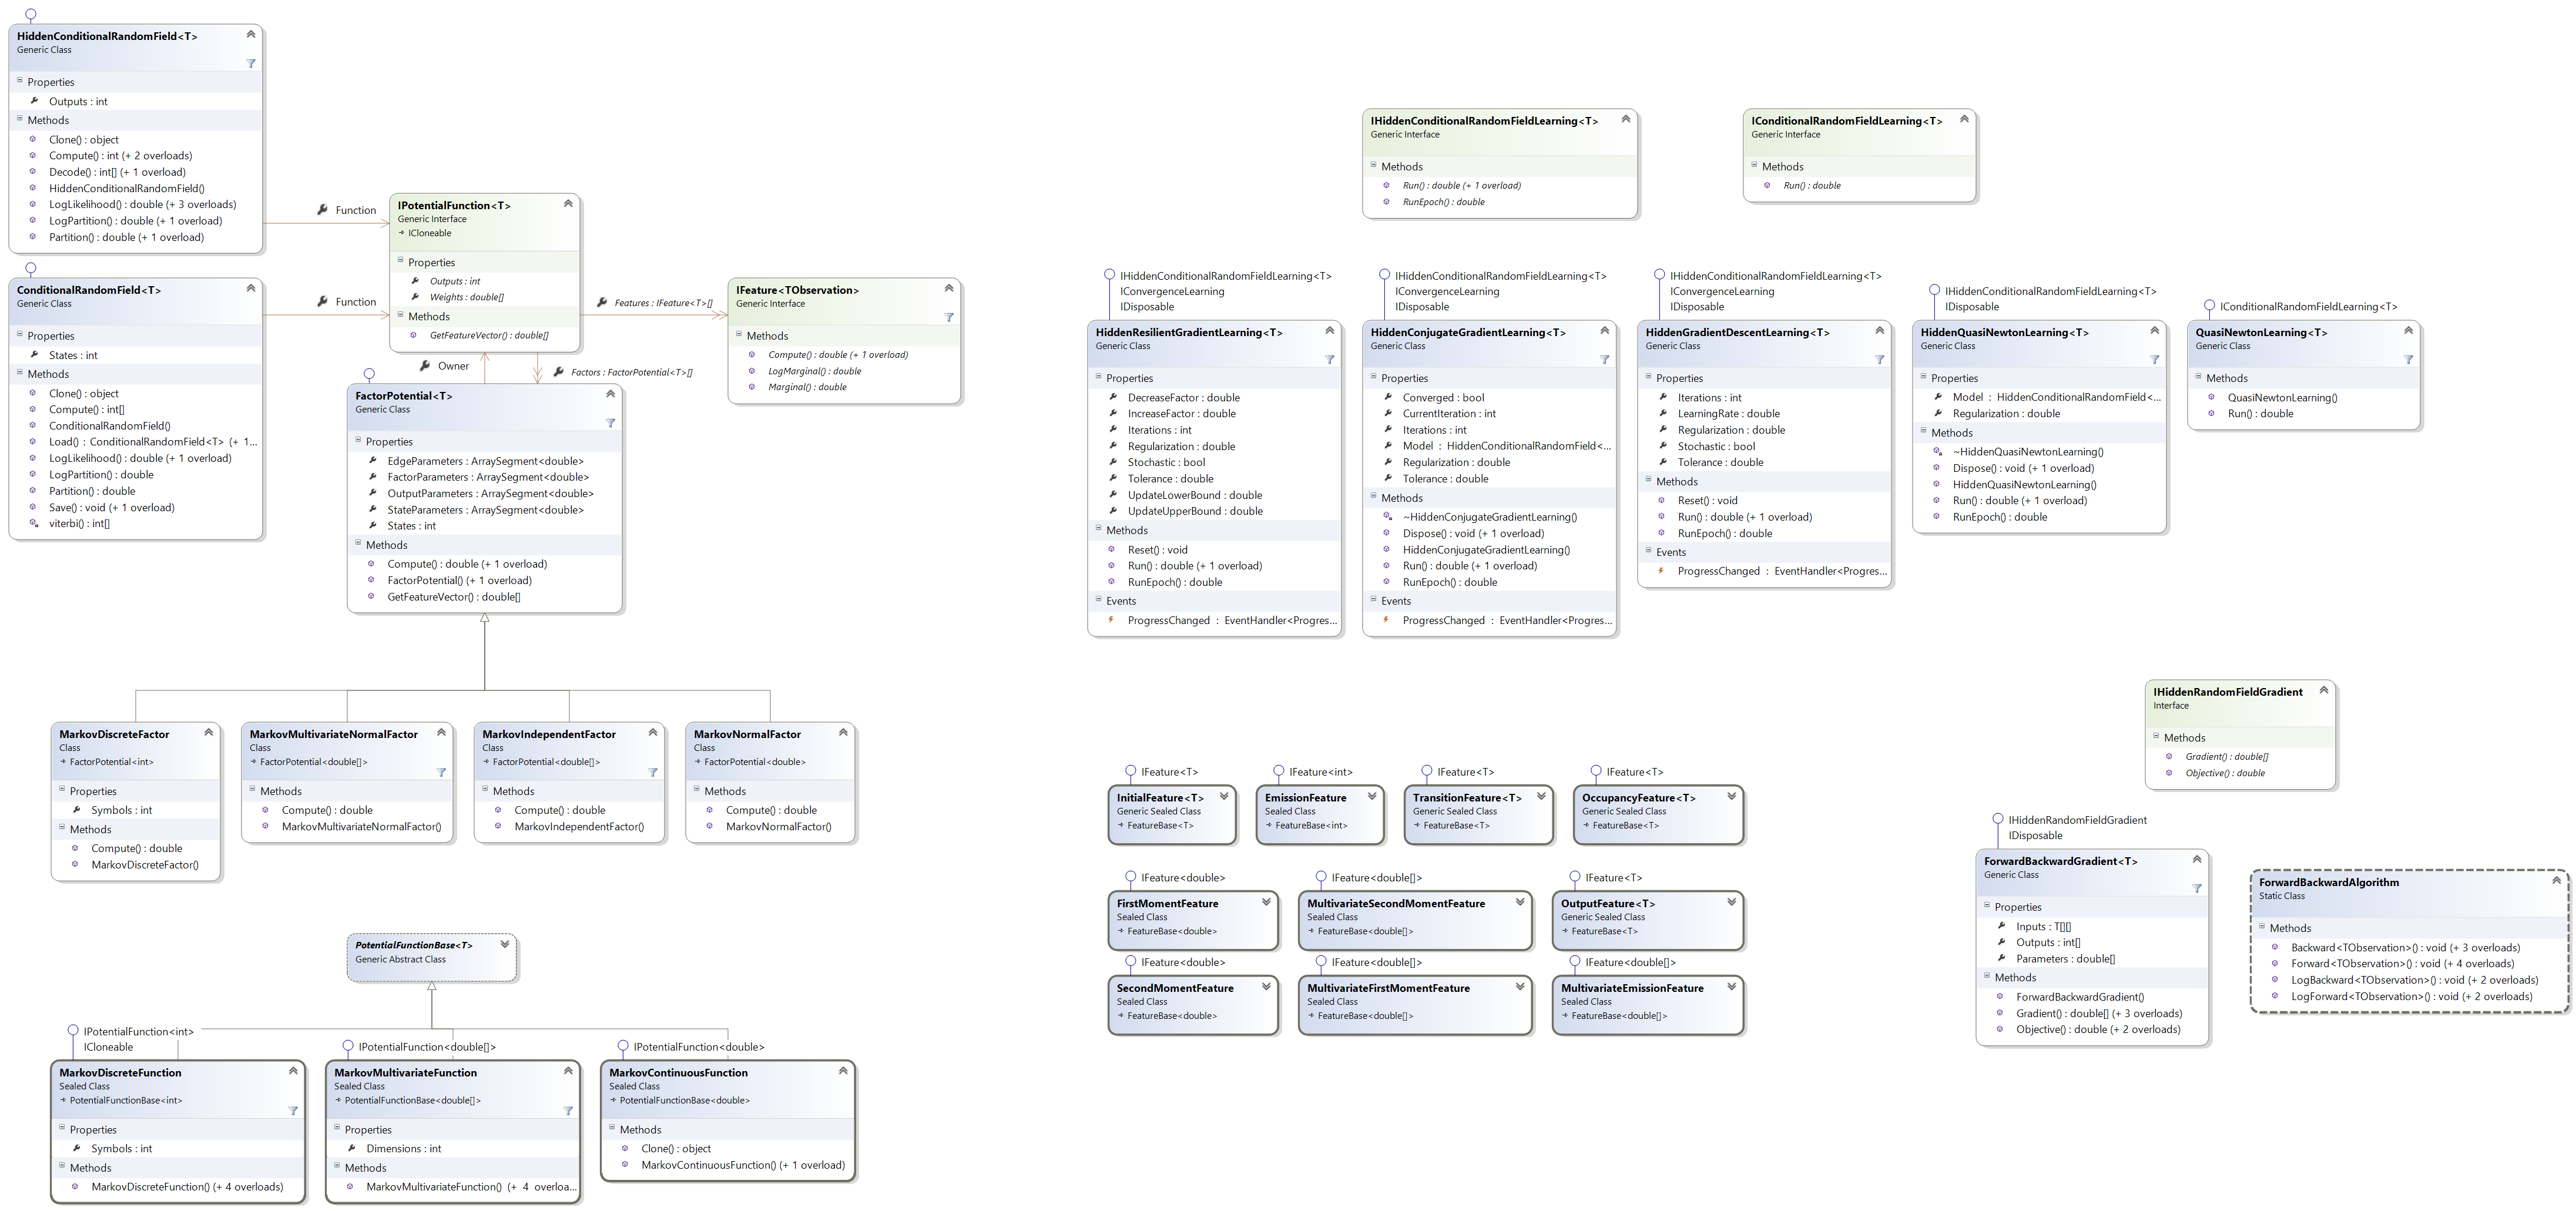 HiddenConditionalRandomField<T>
Generic Class
Properties
Outputs : int
Methods
Clone() : object
Compute() : int (+ 2 overloads)
Decode() : int[] (+ 1 overload)
HiddenConditionalRandomField()
LogLikelihood() : double (+ 3 overloads)
LogPartition() : double (+ 1 overload)
Partition() : double (+ 1 overload)
Function
ConditionalRandomField<T>
Generic Class
Properties
States : int
Methods
Clone() : object
Compute() : int[]
ConditionalRandomField()
Load() : ConditionalRandomField<T> (+ 1...
LogLikelihood() : double (+ 1 overload)
LogPartition() : double
Partition() : double
Save() : void (+ 1 overload)
viterbi() : int[]
Function
IPotentialFunction<T>
Generic Interface
ICloneable
Properties
Outputs : int
Weights : double[]
Methods
GetFeatureVector() : double[]
Features : IFeature<T>[]
IFeature<TObservation>
Generic Interface
Methods
Compute() : double (+ 1 overload)
LogMarginal() : double
Marginal() : double
Owner
Factors : FactorPotential<T>[]
FactorPotential<T>
Generic Class
Properties
EdgeParameters : ArraySegment<double>
FactorParameters : ArraySegment<double>
OutputParameters : ArraySegment<double>
StateParameters : ArraySegment<double>
States : int
Methods
Compute() : double (+ 1 overload)
FactorPotential() (+ 1 overload)
GetFeatureVector() : double[]
MarkovDiscreteFactor
Class
FactorPotential<int>
Properties
Symbols : int
Methods
Compute() : double
MarkovDiscreteFactor()
MarkovMultivariateNormalFactor
Class
FactorPotential<double[]>
Methods
Compute() : double
MarkovMultivariateNormalFactor()
MarkovIndependentFactor
Class
FactorPotential<double[]>
Methods
Compute() : double
MarkovIndependentFactor()
MarkovNormalFactor
Class
FactorPotential<double>
Methods
Compute() : double
MarkovNormalFactor()
PotentialFunctionBase<T>
Generic Abstract Class
IPotentialFunction<int>
ICloneable
MarkovDiscreteFunction
Sealed Class
PotentialFunctionBase<int>
Properties
Symbols : int
Methods
MarkovDiscreteFunction() (+ 4 overloads)
IPotentialFunction<double[]>
MarkovMultivariateFunction
Sealed Class
PotentialFunctionBase<double[]>
Properties
Dimensions : int
Methods
MarkovMultivariateFunction() (+ 4 overloa...
IPotentialFunction<double>
MarkovContinuousFunction
Sealed Class
PotentialFunctionBase<double>
Methods
Clone() : object
MarkovContinuousFunction() (+ 1 overload)
IHiddenConditionalRandomFieldLearning<T>
Generic Interface
Methods
Run() : double (+ 1 overload)
RunEpoch() : double
IConditionalRandomFieldLearning<T>
Generic Interface
Methods
Run() : double
IHiddenConditionalRandomFieldLearning<T>
IConvergenceLearning
IDisposable
HiddenResilientGradientLearning<T>
Generic Class
Properties
DecreaseFactor : double
IncreaseFactor : double
Iterations : int
Regularization : double
Stochastic : bool
Tolerance : double
UpdateLowerBound : double
UpdateUpperBound : double
Methods
Reset() : void
Run() : double (+ 1 overload)
RunEpoch() : double
Events
ProgressChanged : EventHandler<Progres...
IHiddenConditionalRandomFieldLearning<T>
IConvergenceLearning
IDisposable
HiddenConjugateGradientLearning<T>
Generic Class
Properties
Converged : bool
CurrentIteration : int
Iterations : int
Model : HiddenConditionalRandomField<...
Regularization : double
Tolerance : double
Methods
~HiddenConjugateGradientLearning()
Dispose() : void (+ 1 overload)
HiddenConjugateGradientLearning()
Run() : double (+ 1 overload)
RunEpoch() : double
Events
ProgressChanged : EventHandler<Progres...
IHiddenConditionalRandomFieldLearning<T>
IConvergenceLearning
IDisposable
HiddenGradientDescentLearning<T>
Generic Class
Properties
Iterations : int
LearningRate : double
Regularization : double
Stochastic : bool
Tolerance : double
Methods
Reset() : void
Run() : double (+ 1 overload)
RunEpoch() : double
Events
ProgressChanged : EventHandler<Progres...
IHiddenConditionalRandomFieldLearning<T>
IDisposable
HiddenQuasiNewtonLearning<T>
Generic Class
Properties
Model : HiddenConditionalRandomField<...
Regularization : double
Methods
~HiddenQuasiNewtonLearning()
Dispose() : void (+ 1 overload)
HiddenQuasiNewtonLearning()
Run() : double (+ 1 overload)
RunEpoch() : double
IConditionalRandomFieldLearning<T>
QuasiNewtonLearning<T>
Generic Class
Methods
QuasiNewtonLearning()
Run() : double
IFeature<T>
InitialFeature<T>
Generic Sealed Class
FeatureBase<T>
IFeature<int>
EmissionFeature
Sealed Class
FeatureBase<int>
IFeature<T>
TransitionFeature<T>
Generic Sealed Class
FeatureBase<T>
IFeature<T>
OccupancyFeature<T>
Generic Sealed Class
FeatureBase<T>
IFeature<double>
FirstMomentFeature
Sealed Class
FeatureBase<double>
IFeature<double[]>
MultivariateSecondMomentFeature
Sealed Class
FeatureBase<double[]>
IFeature<T>
OutputFeature<T>
Generic Sealed Class
FeatureBase<T>
IFeature<double>
SecondMomentFeature
Sealed Class
FeatureBase<double>
IFeature<double[]>
MultivariateFirstMomentFeature
Sealed Class
FeatureBase<double[]>
IFeature<double[]>
MultivariateEmissionFeature
Sealed Class
FeatureBase<double[]>
IHiddenRandomFieldGradient
Interface
Methods
Gradient() : double[]
Objective() : double
IHiddenRandomFieldGradient
IDisposable
ForwardBackwardGradient<T>
Generic Class
Properties
Inputs : T[][]
Outputs : int[]
Parameters : double[]
Methods
ForwardBackwardGradient()
Gradient() : double[] (+ 3 overloads)
Objective() : double (+ 2 overloads)
ForwardBackwardAlgorithm
Static Class
Methods
Backward<TObservation>() : void (+ 3 overloads)
Forward<TObservation>() : void (+ 4 overloads)
LogBackward<TObservation>() : void (+ 2 overloads)
LogForward<TObservation>() : void (+ 2 overloads)